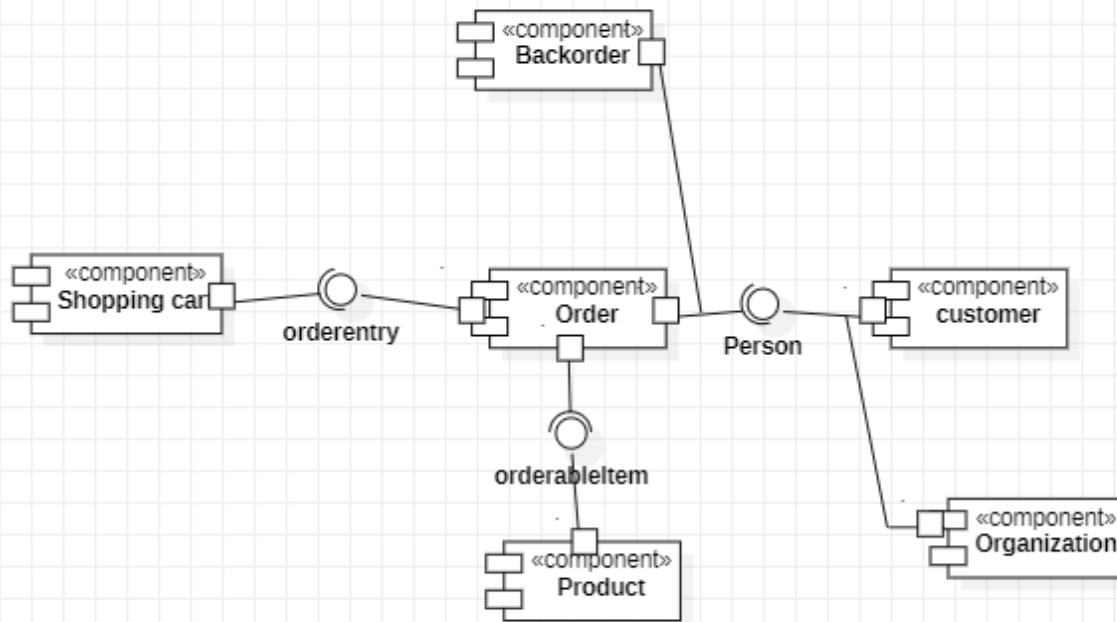 «component»
Backorder
«component»
Shopping car
orderentry
«component»
Order
Person
«component»
customer
orderableItem
«component»
Product
«component»
Organization